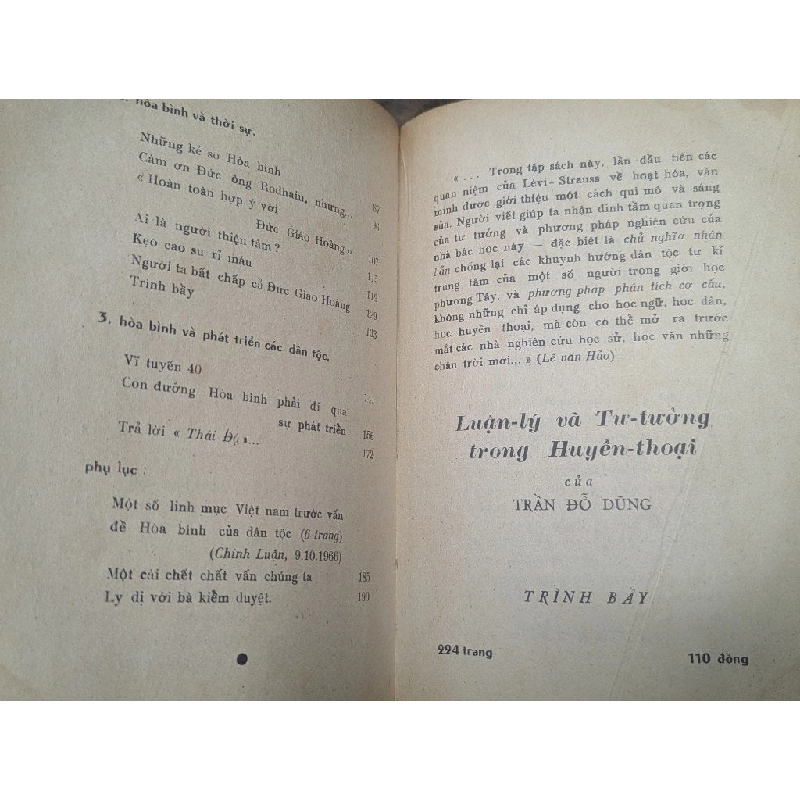 hòa bình và thời sự.
Những kẻ sơ Hòa bình
Cảm ơn Đức ông Rodhain, nhưng...
« Hoàn toàn hợp ý với
Đức Giáo Hoàng »
Ai là người thiện tâm ?
Kẹo cao su rỉ máu
Người ta bất chấp cả Đức Giáo Hoàng
Trình bầy
123
3. hòa bình và phát triển các dân tộc.
Vĩ tuyến 40
Con đường Hòa bình phải đi qua
sự phát triển
166
Trả lời « Thái Độ »...
172
phụ lục :
Một số linh mục Việt nam trước vấn
đề Hòa bình của dân tộc (6 trang)
(Chính Luận, 9.10.1966)
Một cái chết chất vấn chúng ta 185
Ly dị với bà kiểm duyệt. 199
« ... Trong tập sách này, lần đầu tiên các
quan niệm của Lévi-Strauss về hoạt hóa, văn
minh được giới thiệu một cách qui mô và sáng
sủa. Người viết giúp ta nhận định tầm quan trọng
của tư tưởng và phương pháp nghiên cứu của
nhà bác học này — đặc biệt là chủ nghĩa nhân
bản chống lại các khuynh hướng dân tộc tư kỉ
trung tâm của một số người trong giới học
phương Tây, và phương pháp phân tích cơ cấu,
không những chỉ áp dụng cho học ngữ, học dân,
học huyền thoại, mà còn có thể mở ra trước
mắt các nhà nghiên cứu học sử, học văn những
chân trời mới... » (Lê văn Hảo)
Luận-lý và Tư-tưởng
trong Huyền-thoại
của
TRẦN ĐỖ DŨNG
TRÌNH BẦY
224 trang
110 đồng